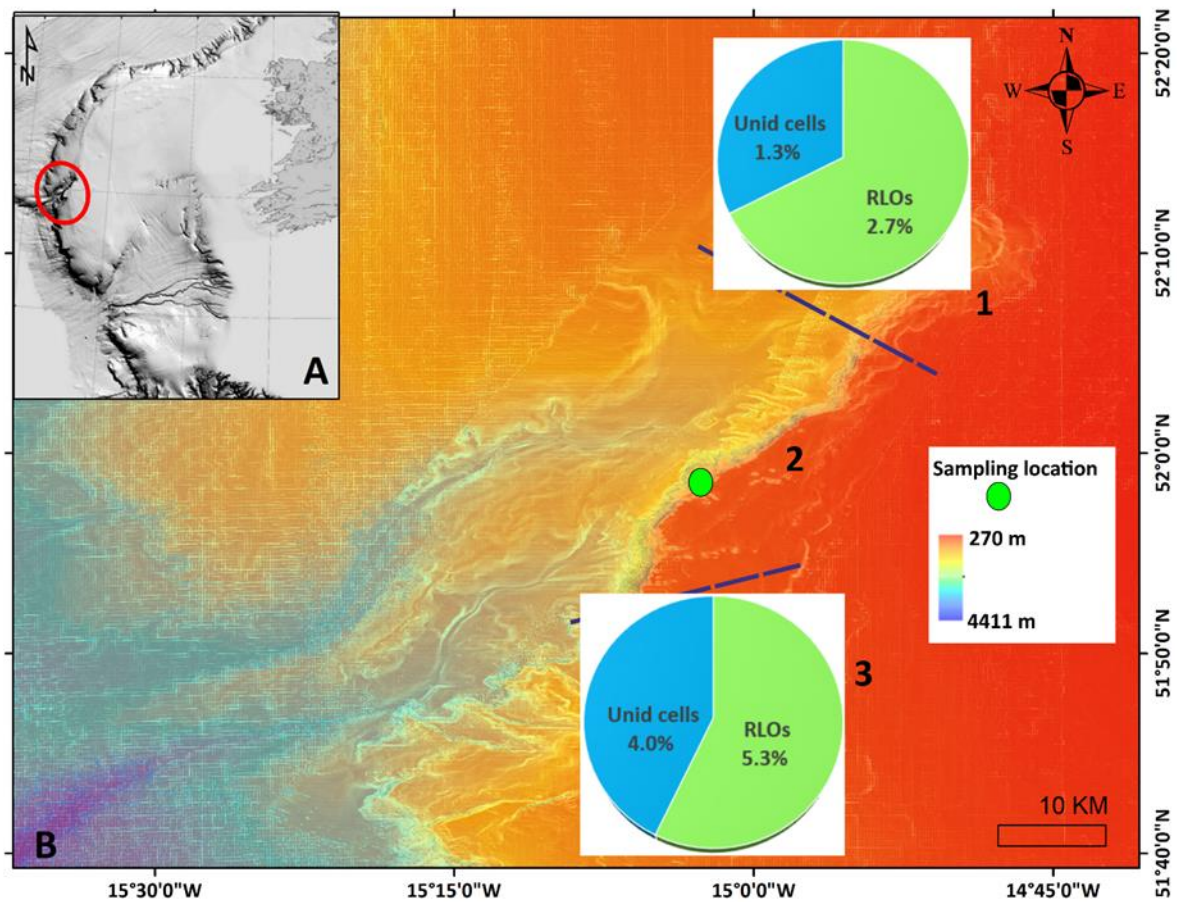 N
A
N
W E
S
Unid cells
1.3%
RLOs
2.7%
1
2
Sampling location
270 m
4411 m
3
Unid cells
4.0%
RLOs
5.3%
10 KM
B
52°20'0"N
52°10'0"N
52°0'0"N
51°50'0"N
51°40'0"N
15°30'0"W
15°15'0"W
15°0'0"W
14°45'0"W